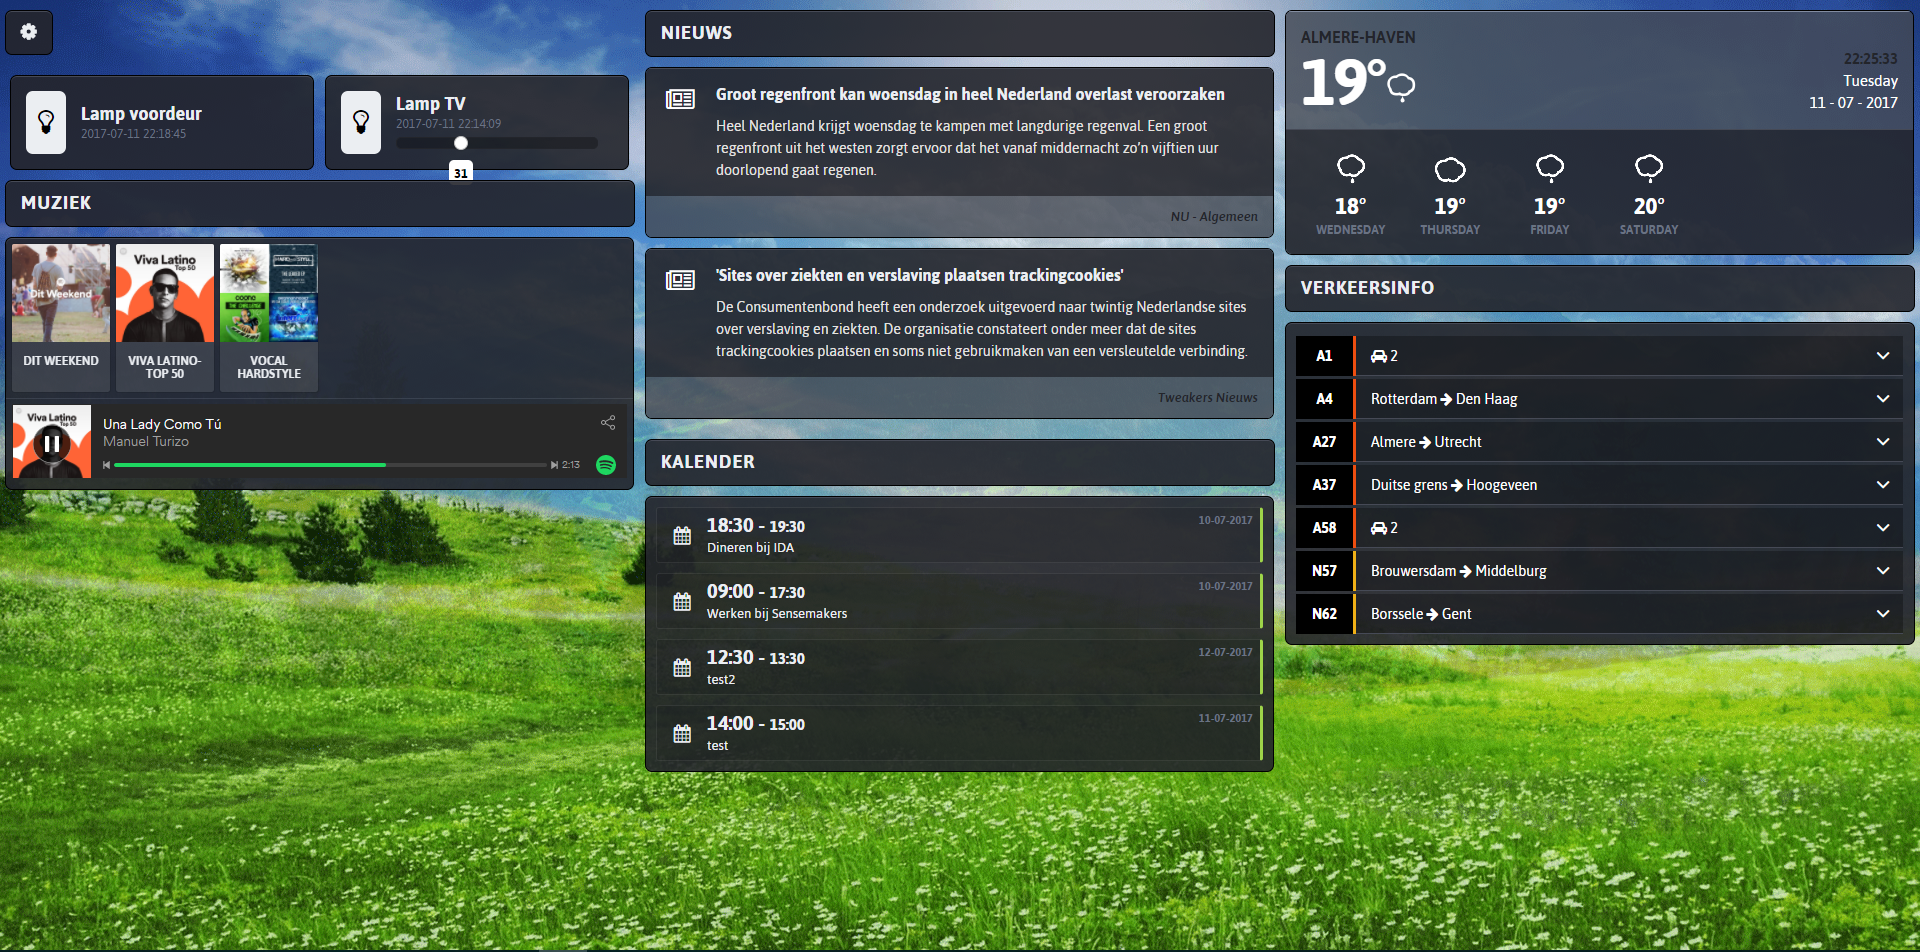 Lamp voordeur
2017-07-11 22:18:45
Lamp TV
2017-07-11 22:14:09
31
MUZIEK
Dit Weekend
Viva Latino
Top 50
HARD STYLE
COONE
THE CHALLENGE
DIT WEEKEND
VIVA LATINO-
TOP 50
VOCAL
HARDSTYLE
Viva Latino
Top 50
Una Lady Como Tú
Manuel Turizo
2:13
NIEUWS
Groot regenfront kan woensdag in heel Nederland overlast veroorzaken
Heel Nederland krijgt woensdag te kampen met langdurige regenval. Een groot
regenfront uit het westen zorgt ervoor dat het vanaf middernacht zo'n vijftien uur
doorlopend gaat regenen.
NU - Algemeen
'Sites over ziekten en verslaving plaatsen trackingcookies'
De Consumentenbond heeft een onderzoek uitgevoerd naar twintig Nederlandse sites
over verslaving en ziekten. De organisatie constateert onder meer dat de sites
trackingcookies plaatsen en soms niet gebruikmaken van een versleutelde verbinding.
Tweakers Nieuws
KALENDER
18:30 - 19:30
10-07-2017
Dineren bij IDA
09:00 - 17:30
10-07-2017
Werken bij Sensemakers
12:30 - 13:30
12-07-2017
test2
14:00 - 15:00
11-07-2017
test
ALMERE-HAVEN
19°
22:25:33
Tuesday
11 - 07 - 2017
18° 19° 19° 20°
WEDNESDAY THURSDAY FRIDAY SATURDAY
VERKEERSINFO
A1 2
A4 Rotterdam → Den Haag
A27 Almere → Utrecht
A37 Duitse grens → Hoogeveen
A58 2
N57 Brouwersdam → Middelburg
N62 Borssele → Gent